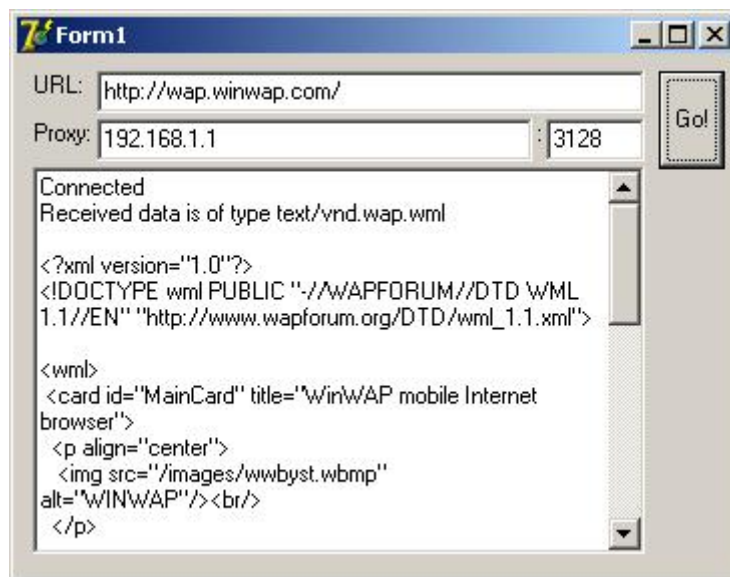 Form1
URL: http://wap.winwap.com/
Go!
Proxy: 192.168.1.1 : 3128
Connected
Received data is of type text/vnd.wap.wml
<?xml version="1.0"?>
<!DOCTYPE wml PUBLIC "-//WAPFORUM//DTD WML
1.1//EN" "http://www.wapforum.org/DTD/wml_1.1.xml">
<wml>
<card id="MainCard" title="WinWAP mobile Internet
browser">
<p align="center">
<img src="/images/wwbyst.wbmp"
alt="WINWAP"/><br/>
</p>